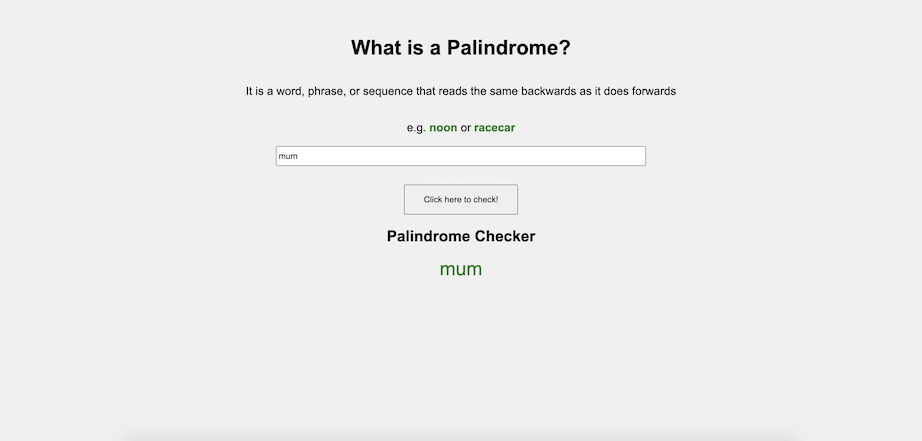 What is a Palindrome?
It is a word, phrase, or sequence that reads the same backwards as it does forwards
e.g. noon or racecar
mum
Click here to check!
Palindrome Checker
mum